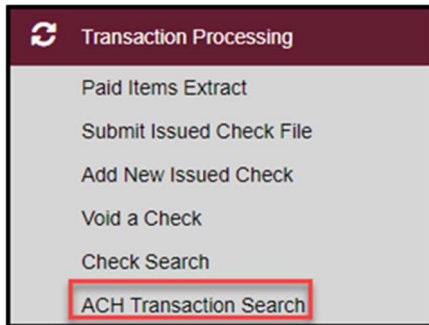 Transaction Processing
Paid Items Extract
Submit Issued Check File
Add New Issued Check
Void a Check
Check Search
ACH Transaction Search